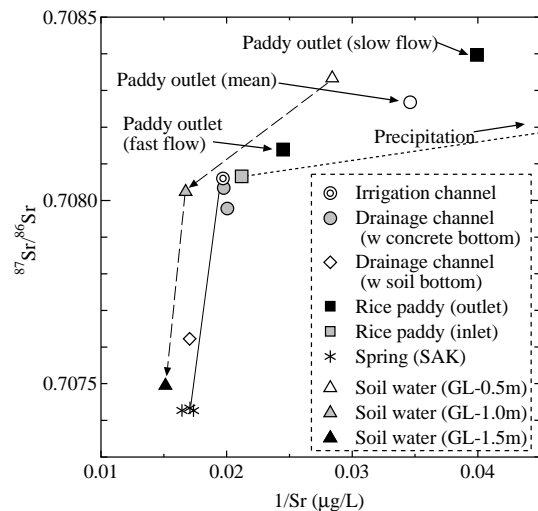 0.7085
Paddy outlet (slow flow)
Paddy outlet (mean)
Paddy outlet
(fast flow)
Precipitation
0.7080
⁸⁷Sr/⁸⁶Sr
Irrigation channel
Drainage channel
(w concrete bottom)
Drainage channel
(w soil bottom)
Rice paddy (outlet)
Rice paddy (inlet)
Spring (SAK)
Soil water (GL-0.5m)
Soil water (GL-1.0m)
Soil water (GL-1.5m)
0.7075
0.01 0.02 0.03 0.04
1/Sr (μg/L)